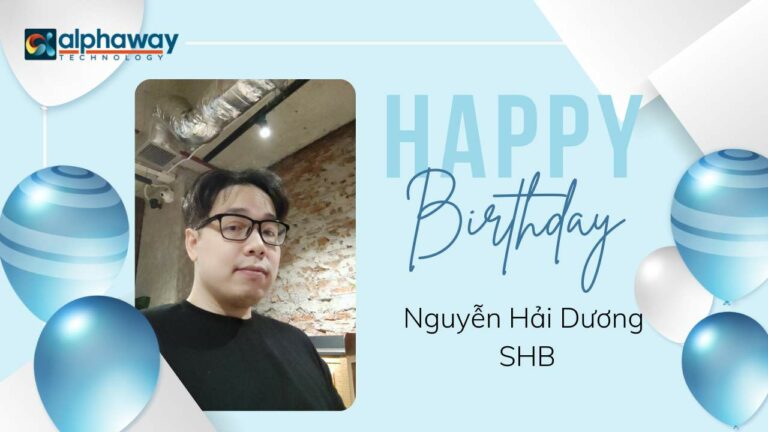 alphaway
TECHNOLOGY
HAPPY
Birthday
Nguyễn Hải Dương
SHB